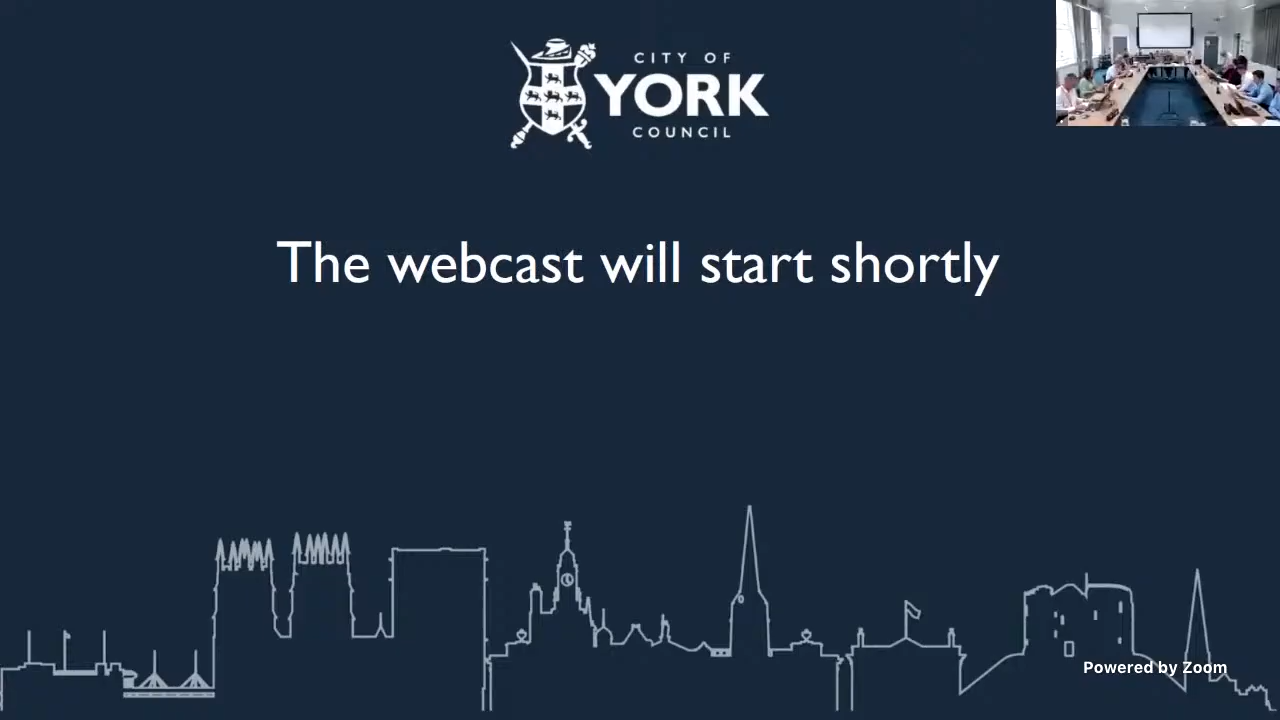 CITY OF
YORK
COUNCIL
The webcast will start shortly
Powered by Zoom